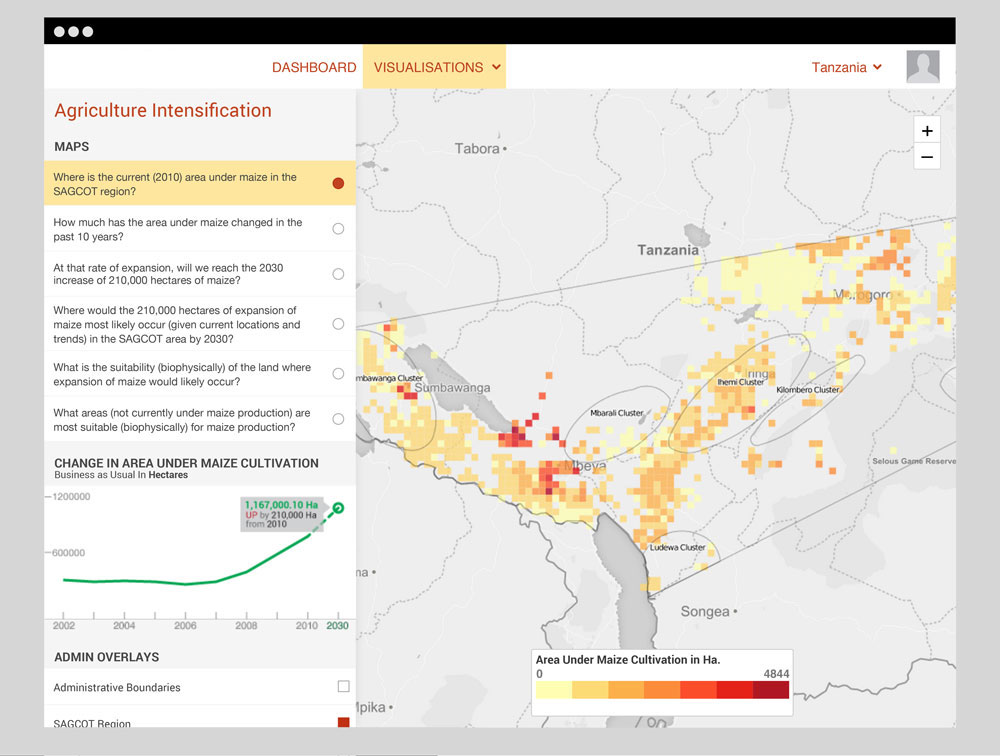 DASHBOARD
VISUALISATIONS
Tanzania
Agriculture Intensification
MAPS
Where is the current (2010) area under maize in the
SAGCOT region?
How much has the area under maize changed in the
past 10 years?
At that rate of expansion, will we reach the 2030
increase of 210,000 hectares of maize?
Where would the 210,000 hectares of expansion of
maize most likely occur (given current locations and
trends) in the SAGCOT area by 2030?
What is the suitability (biophysically) of the land where
expansion of maize would likely occur?
What areas (not currently under maize production) are
most suitable (biophysically) for maize production?
CHANGE IN AREA UNDER MAIZE CULTIVATION
Business as Usual In Hectares
1200000
1,167,000.10 Ha
UP by 210,000 Ha
from 2010
600000
2002 2004 2006 2008 2010 2030
ADMIN OVERLAYS
Administrative Boundaries
SAGCOT Region
+
−
Tabora
Tanzania
Morogoro
mbawanga Cluster
Sumbawanga
Iringa
Ihemi Cluster
Kilombero Cluster
Mbarali Cluster
Mbeya
Selous Game Reserve
Ludewa Cluster
na
Songea
Area Under Maize Cultivation in Ha.
0 4844
Mpika